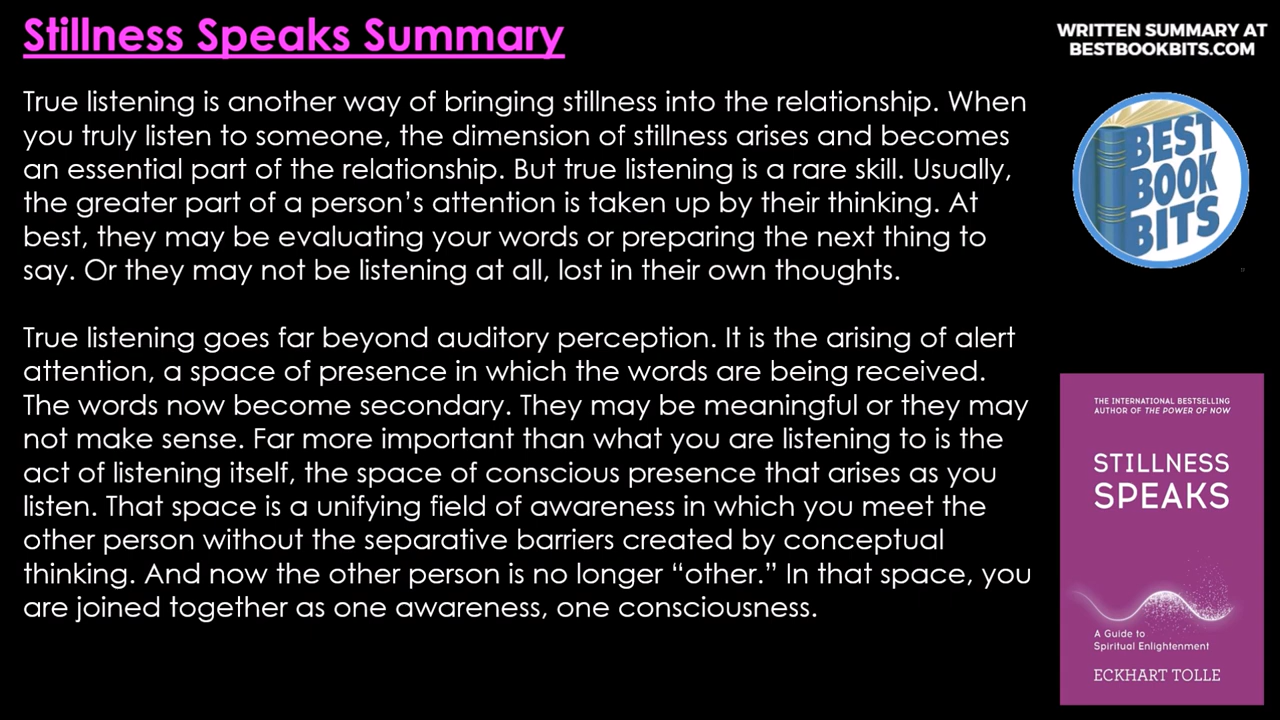 Stillness Speaks Summary
True listening is another way of bringing stillness into the relationship. When
you truly listen to someone, the dimension of stillness arises and becomes
an essential part of the relationship. But true listening is a rare skill. Usually,
the greater part of a person’s attention is taken up by their thinking. At
best, they may be evaluating your words or preparing the next thing to
say. Or they may not be listening at all, lost in their own thoughts.
True listening goes far beyond auditory perception. It is the arising of alert
attention, a space of presence in which the words are being received.
The words now become secondary. They may be meaningful or they may
not make sense. Far more important than what you are listening to is the
act of listening itself, the space of conscious presence that arises as you
listen. That space is a unifying field of awareness in which you meet the
other person without the separative barriers created by conceptual
thinking. And now the other person is no longer “other.” In that space, you
are joined together as one awareness, one consciousness.
WRITTEN SUMMARY AT
BESTBOOKBITS.COM
BEST
BOOK
BITS
THE INTERNATIONAL BESTSELLING
AUTHOR OF THE POWER OF NOW
STILLNESS
SPEAKS
A Guide to
Spiritual Enlightenment
ECKHART TOLLE